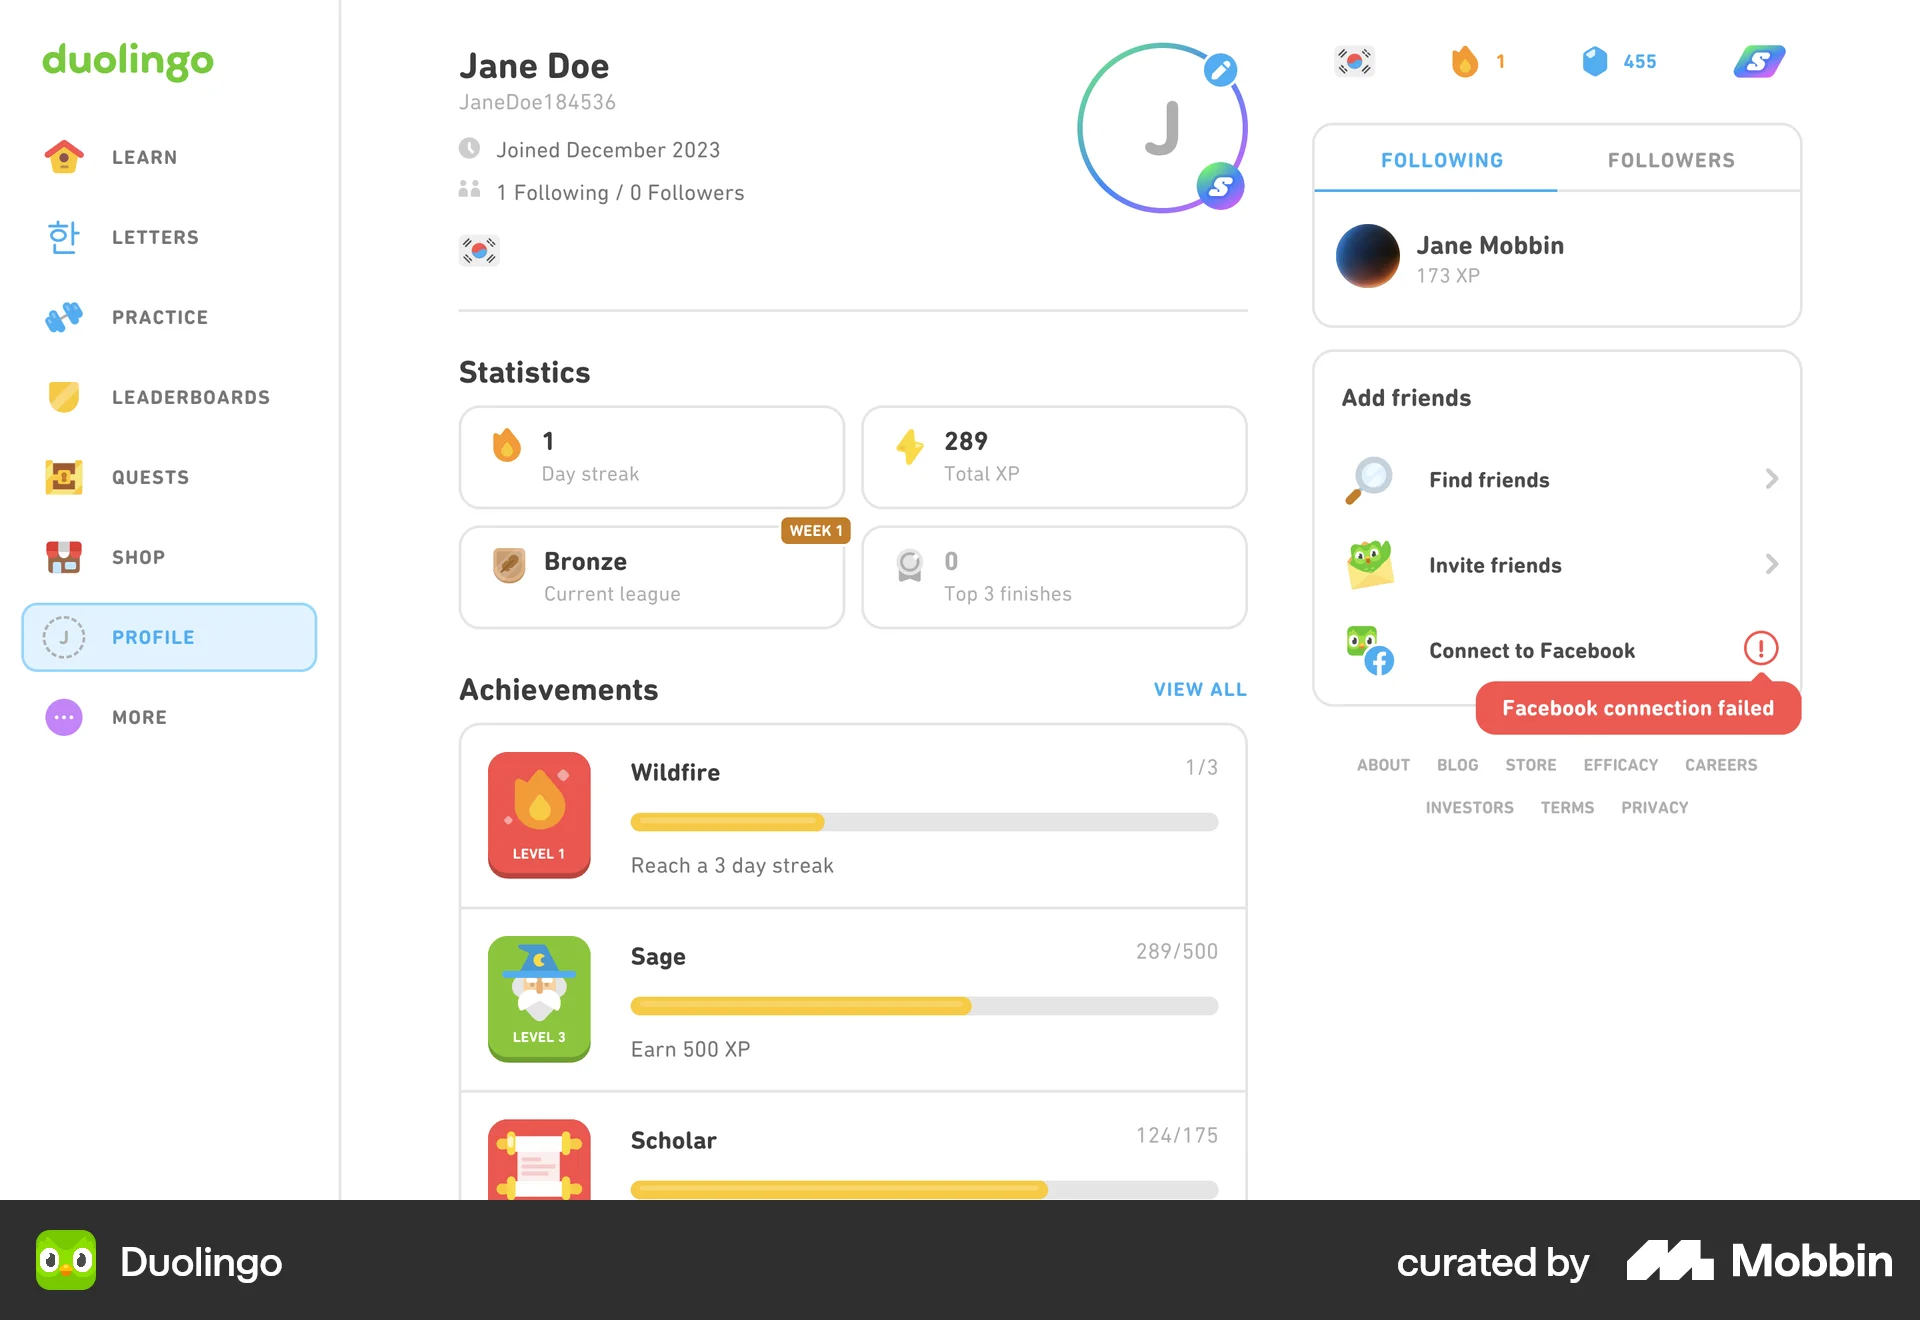 duolingo
LEARN
한
LETTERS
PRACTICE
LEADERBOARDS
QUESTS
SHOP
J
PROFILE
MORE
Jane Doe
JaneDoe184536
Joined December 2023
1 Following / 0 Followers
J
S
Statistics
1
Day streak
289
Total XP
WEEK 1
Bronze
Current league
0
Top 3 finishes
Achievements
VIEW ALL
Wildfire
1/3
LEVEL 1
Reach a 3 day streak
Sage
289/500
LEVEL 3
Earn 500 XP
Scholar
124/175
1
455
S
FOLLOWING
FOLLOWERS
Jane Mobbin
173 XP
Add friends
Find friends
Invite friends
Connect to Facebook
Facebook connection failed
ABOUT BLOG STORE EFFICACY CAREERS
INVESTORS TERMS PRIVACY
Duolingo
curated by Mobbin